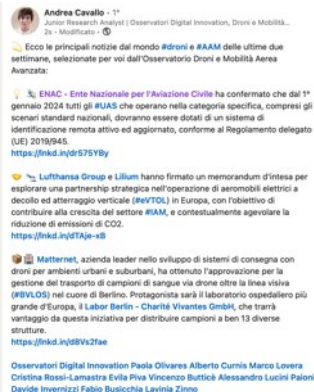 Andrea Cavallo · 1°
Junior Research Analyst | Osservatori Digital Innovation, Droni e Mobilità...
2s • Modificato •
Ecco le principali notizie dal mondo #droni e #AAM delle ultime due
settimane, selezionate per voi dall'Osservatorio Droni e Mobilità Aerea
Avanzata:
ENAC - Ente Nazionale per l'Aviazione Civile ha confermato che dal 1°
gennaio 2024 tutti gli #UAS che operano nella categoria specifica, compresi gli
scenari standard nazionali, dovranno essere dotati di un sistema di
identificazione remota attivo ed aggiornato, conforme al Regolamento delegato
(UE) 2019/945.
https://lnkd.in/dr575YBy
Lufthansa Group e Lilium hanno firmato un memorandum d'intesa per
esplorare una partnership strategica nell'operazione di aeromobili elettrici a
decollo ed atterraggio verticale (#eVTOL) in Europa, con l'obiettivo di
contribuire alla crescita del settore #IAM, e contestualmente agevolare la
riduzione di emissioni di CO2.
https://lnkd.in/dTAje-xB
Matternet, azienda leader nello sviluppo di sistemi di consegna con
droni per ambienti urbani e suburbani, ha ottenuto l'approvazione per la
gestione del trasporto di campioni di sangue via drone oltre la linea visiva
(#BVLOS) nel cuore di Berlino. Protagonista sarà il laboratorio ospedaliero più
grande d'Europa, il Labor Berlin - Charité Vivantes GmbH, che trarrà
vantaggio da questa iniziativa per distribuire campioni a ben 13 diverse
strutture.
https://lnkd.in/d8Vs2fae
Osservatori Digital Innovation Paola Olivares Alberto Curnis Marco Lovera
Cristina Rossi-Lamastra Evila Piva Vincenzo Butticè Alessandro Lucini Paioni
Davide Invernizzi Fabio Busicchia Lavinia Zinno